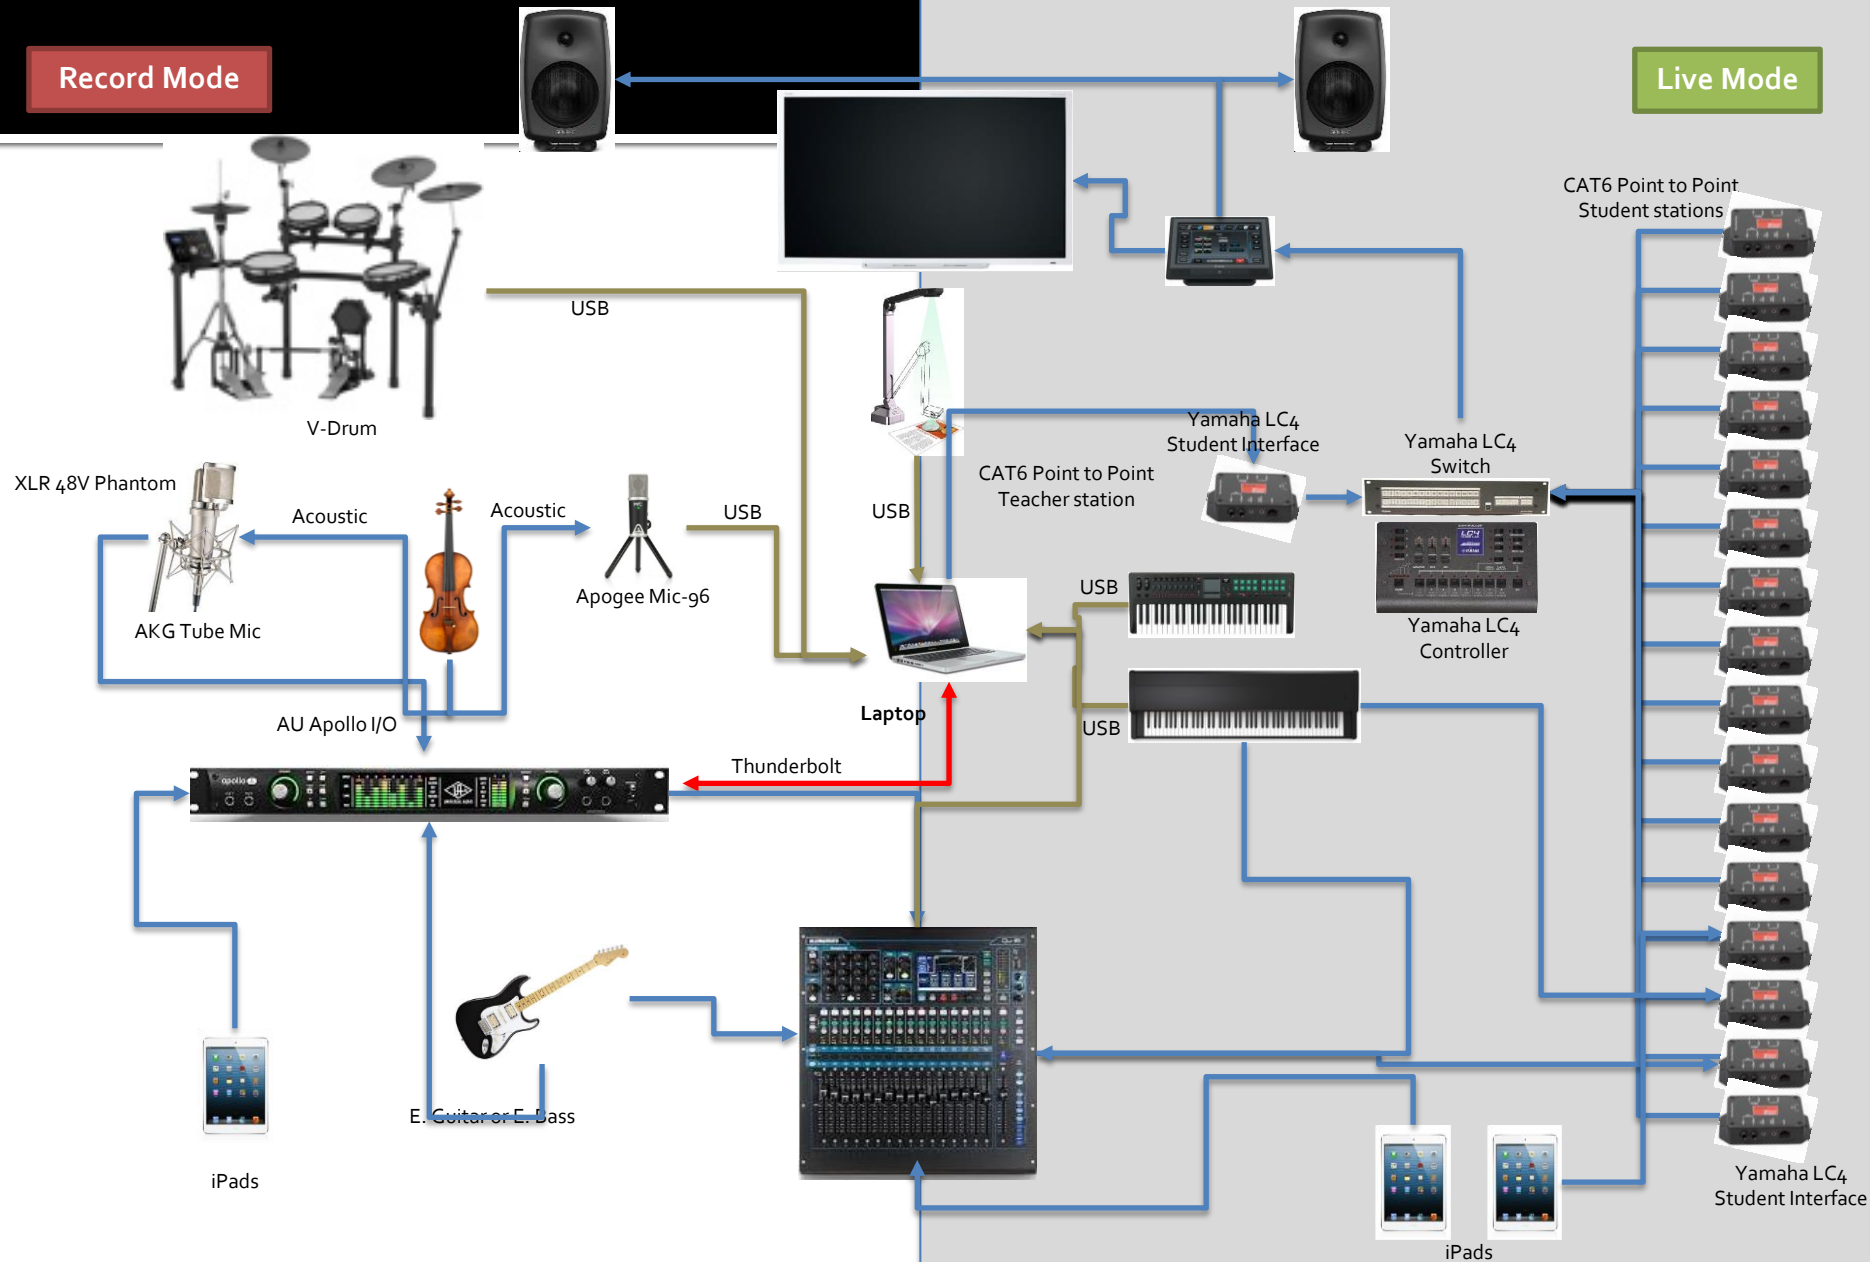 Record Mode
Live Mode
CAT6 Point to Point
Student stations
USB
V-Drum
Yamaha LC4
Student Interface
Yamaha LC4
Switch
XLR 48V Phantom
CAT6 Point to Point
Teacher station
Acoustic
Acoustic
USB
USB
USB
Apogee Mic-96
AKG Tube Mic
Yamaha LC4
Controller
Laptop
AU Apollo I/O
USB
Thunderbolt
apollo
E. Guitar or E. Bass
iPads
Yamaha LC4
Student Interface
iPads